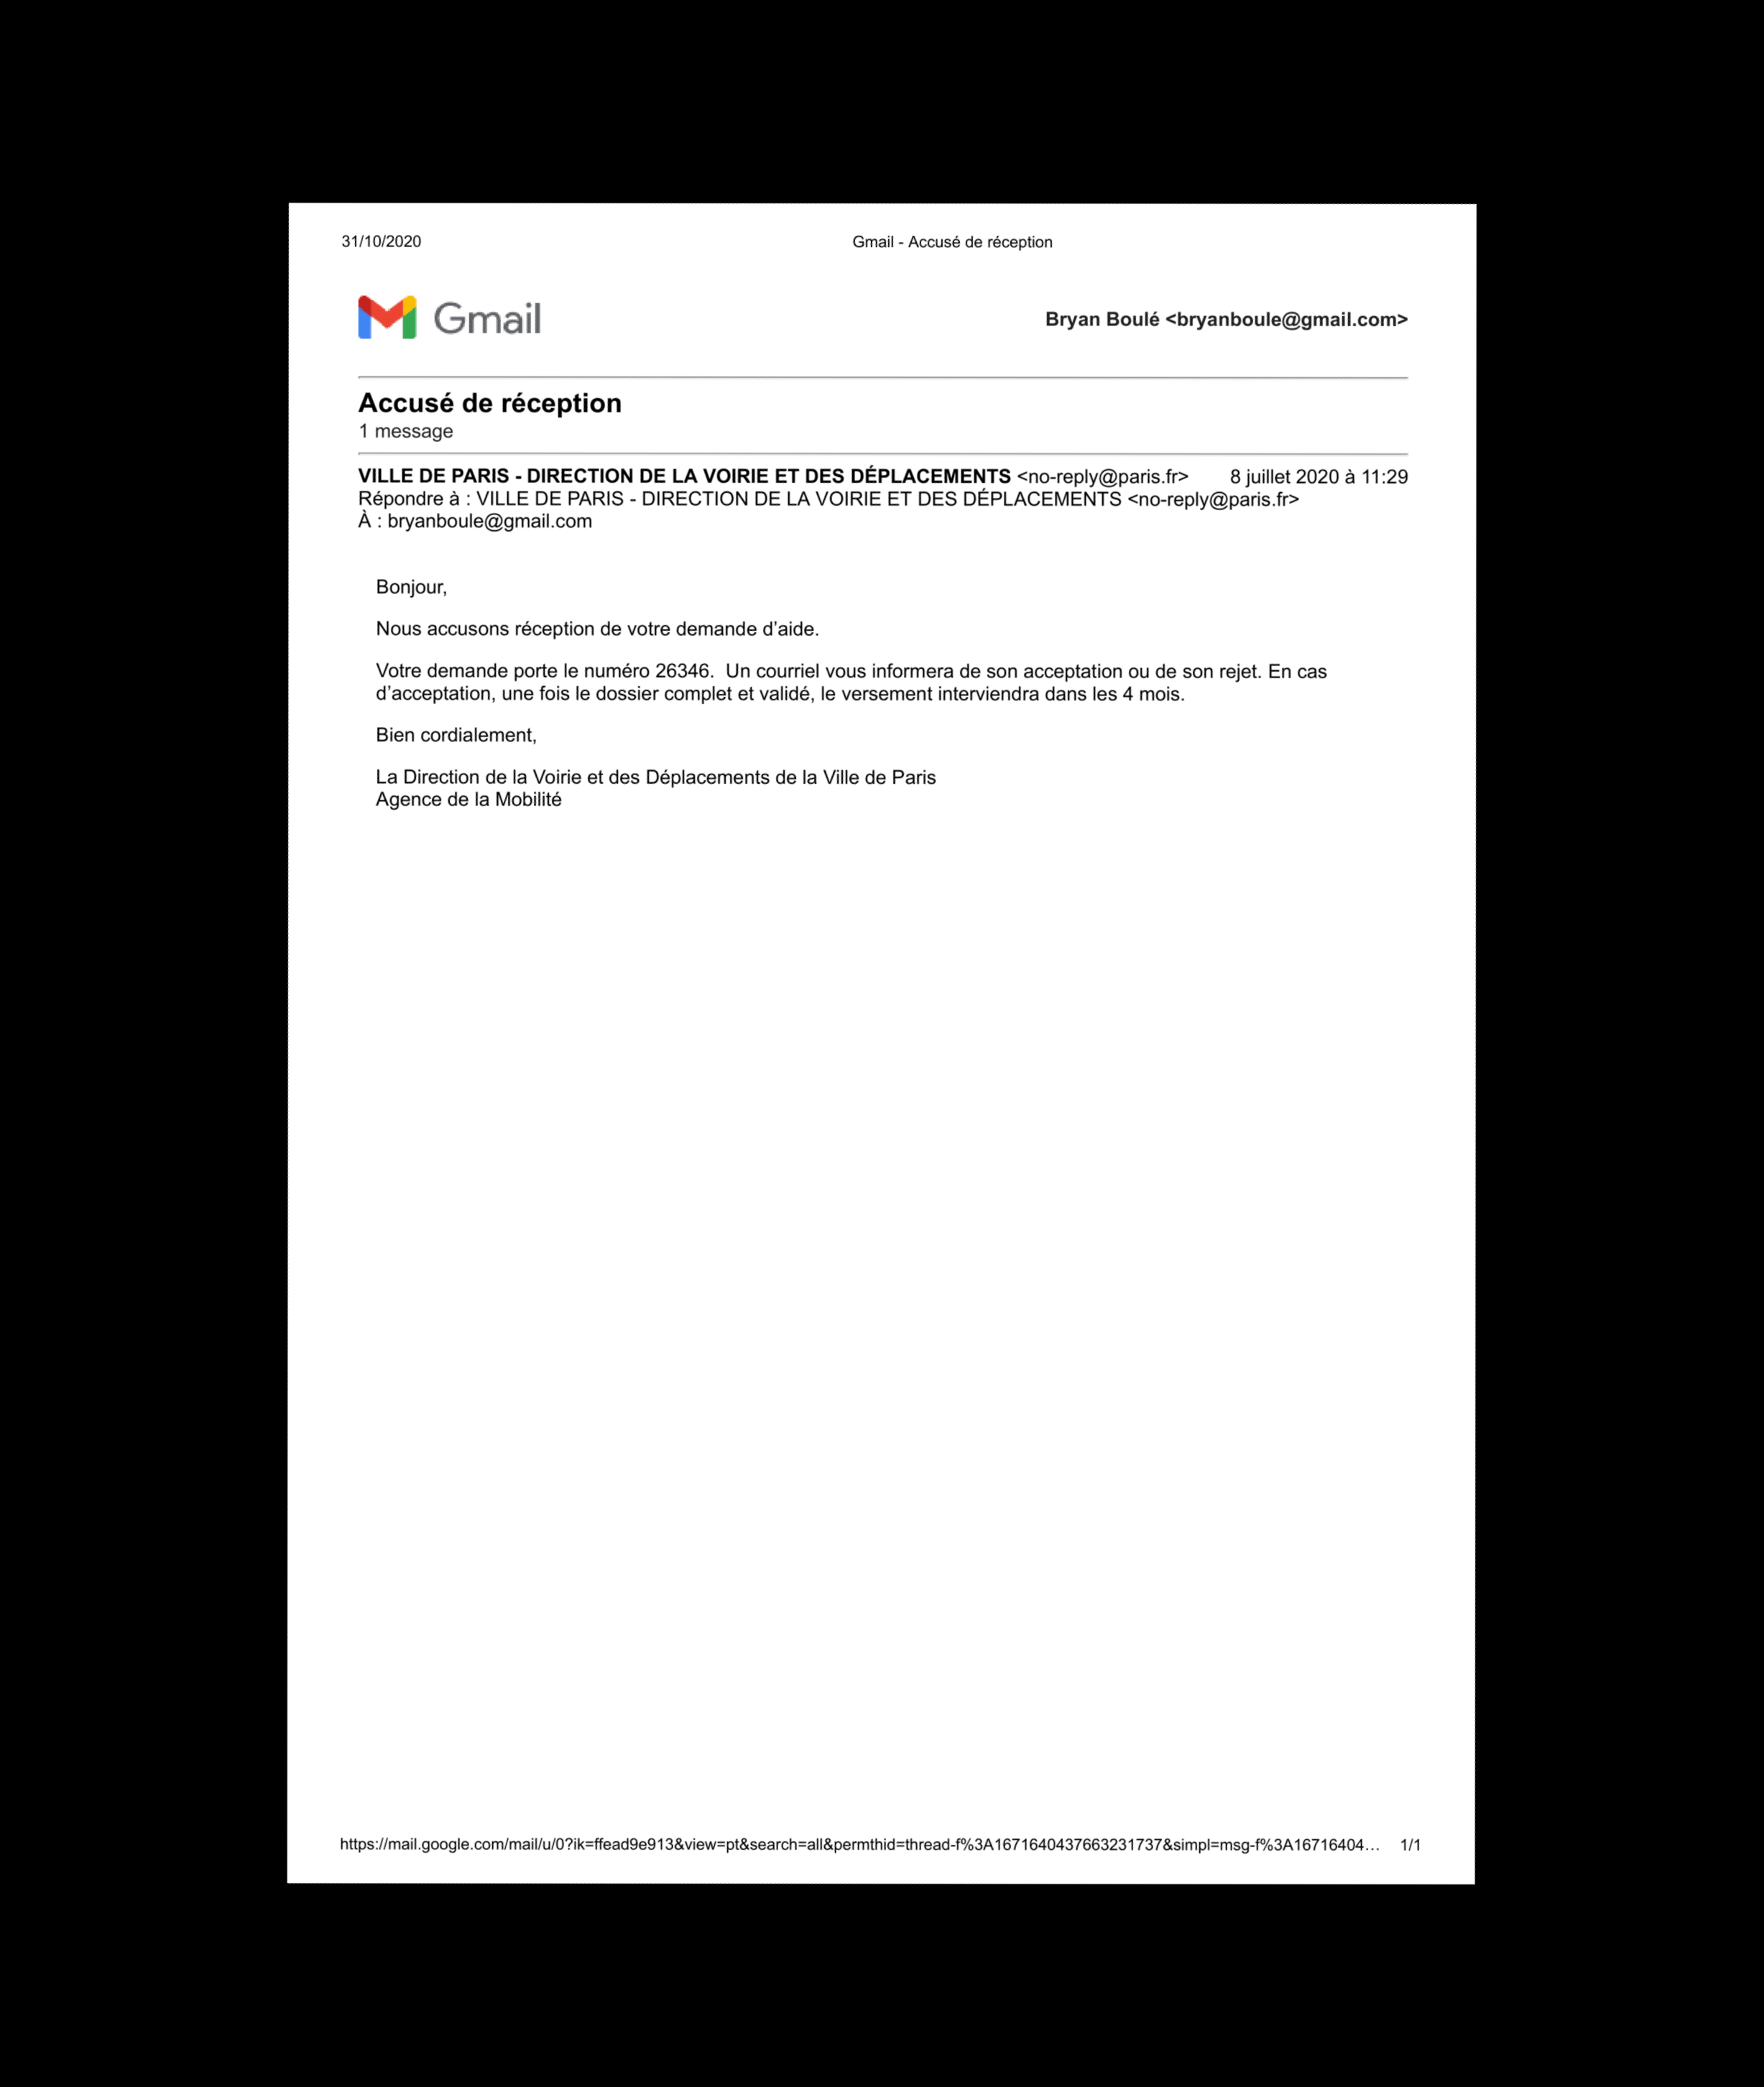 31/10/2020
Gmail - Accusé de réception
Gmail
Bryan Boulé <bryanboule@gmail.com>
Accusé de réception
1 message
VILLE DE PARIS - DIRECTION DE LA VOIRIE ET DES DÉPLACEMENTS <no-reply@paris.fr>
8 juillet 2020 à 11:29
Répondre à : VILLE DE PARIS - DIRECTION DE LA VOIRIE ET DES DÉPLACEMENTS <no-reply@paris.fr>
À : bryanboule@gmail.com
Bonjour,
Nous accusons réception de votre demande d’aide.
Votre demande porte le numéro 26346.  Un courriel vous informera de son acceptation ou de son rejet. En cas
d’acceptation, une fois le dossier complet et validé, le versement interviendra dans les 4 mois.
Bien cordialement,
La Direction de la Voirie et des Déplacements de la Ville de Paris
Agence de la Mobilité
https://mail.google.com/mail/u/0?ik=ffead9e913&view=pt&search=all&permthid=thread-f%3A1671640437663231737&simpl=msg-f%3A16716404…
1/1